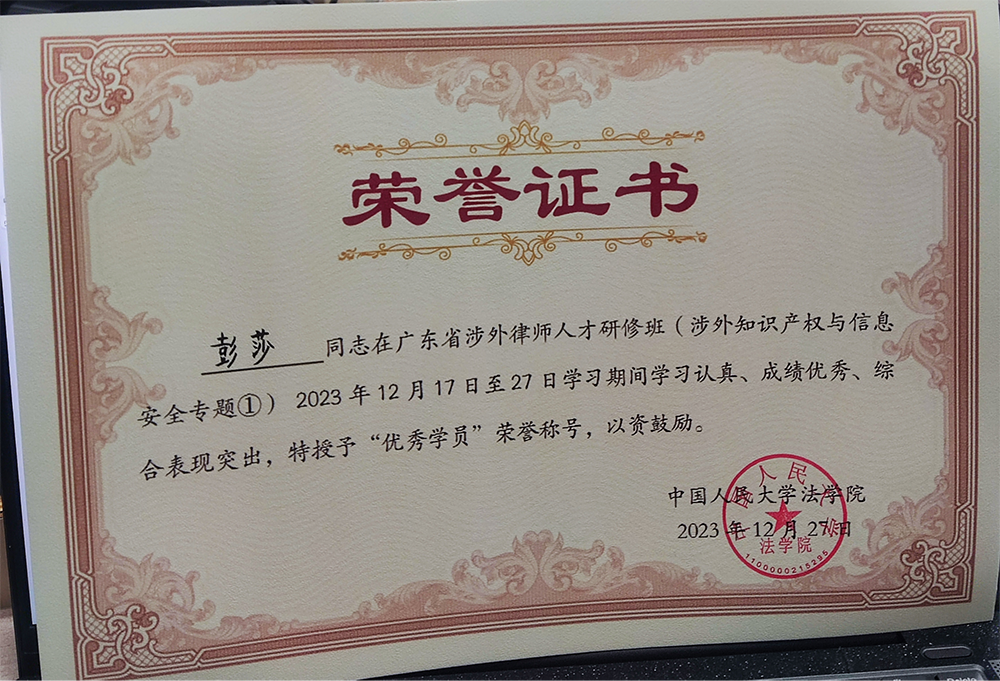 荣誉证书
彭莎 同志在广东省涉外律师人才研修班（涉外知识产权与信息
安全专题①） 2023 年 12 月 17 日至 27 日学习期间学习认真、成绩优秀、综
合表现突出，特授予“优秀学员”荣誉称号，以资鼓励。
中国人民大学法学院
2023 年 12 月 27 日
法学院
1100000215295